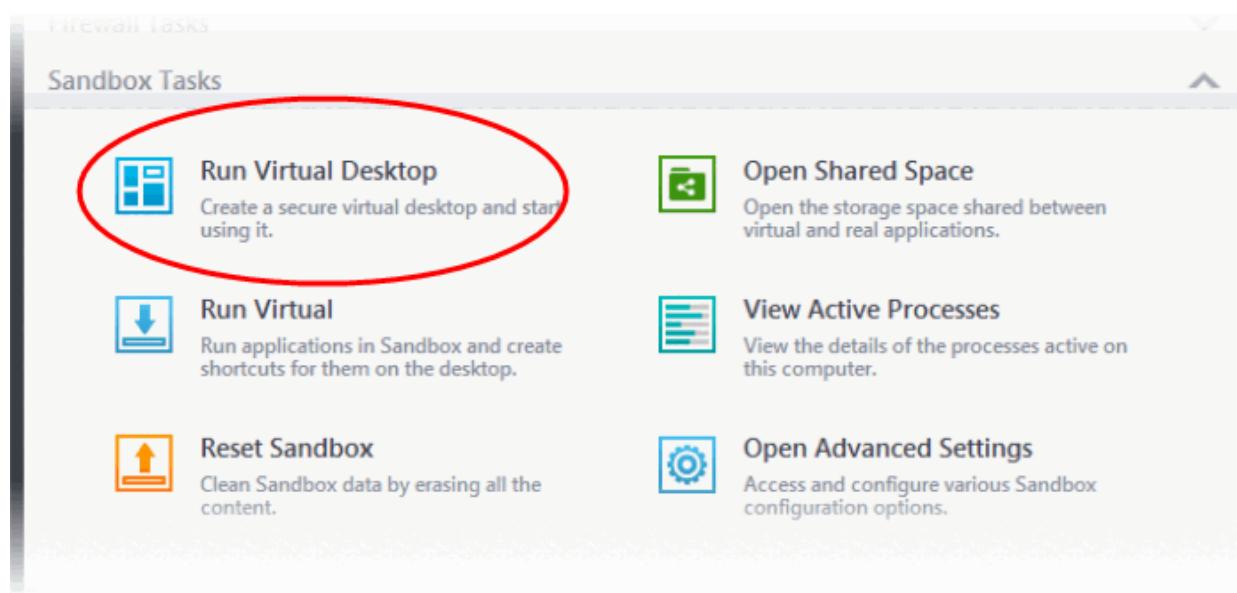 Firewall Tasks
Sandbox Tasks
Run Virtual Desktop
Create a secure virtual desktop and start
using it.
Open Shared Space
Open the storage space shared between
virtual and real applications.
Run Virtual
Run applications in Sandbox and create
shortcuts for them on the desktop.
View Active Processes
View the details of the processes active on
this computer.
Reset Sandbox
Clean Sandbox data by erasing all the
content.
Open Advanced Settings
Access and configure various Sandbox
configuration options.